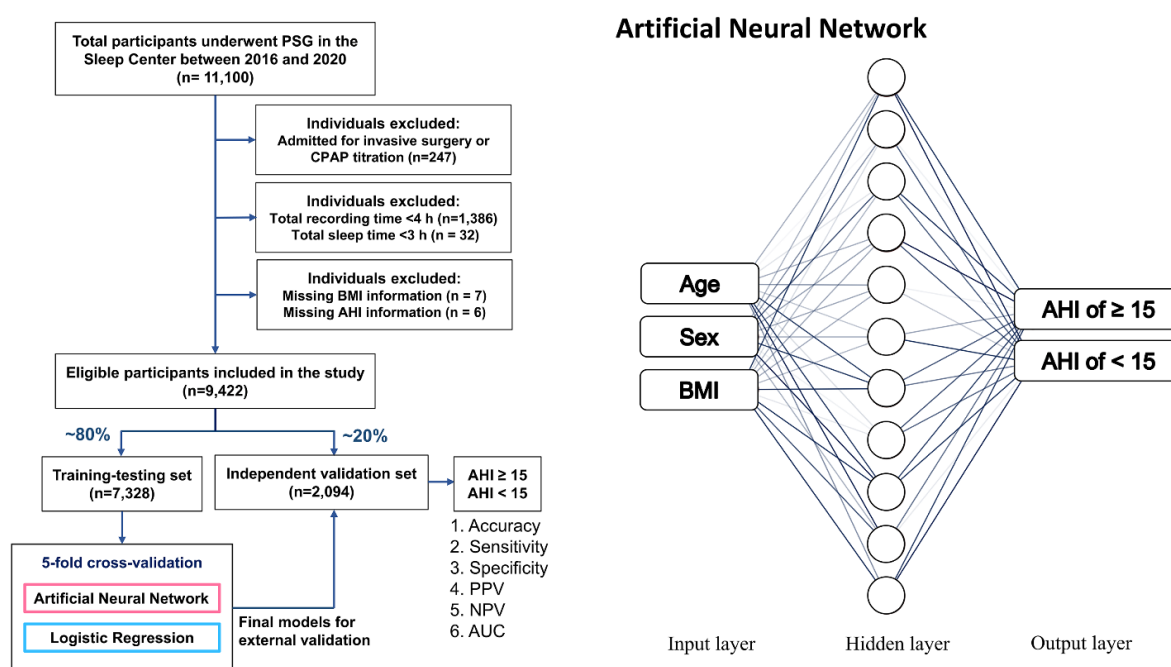 Total participants underwent PSG in the
Sleep Center between 2016 and 2020
(n= 11,100)
Individuals excluded:
Admitted for invasive surgery or
CPAP titration (n=247)
Individuals excluded:
Total recording time <4 h (n=1,386)
Total sleep time <3 h (n = 32)
Individuals excluded:
Missing BMI information (n = 7)
Missing AHI information (n = 6)
Eligible participants included in the study
(n=9,422)
~80%
~20%
Training-testing set
(n=7,328)
Independent validation set
(n=2,094)
AHI ≥ 15
AHI < 15
1. Accuracy
2. Sensitivity
3. Specificity
4. PPV
5. NPV
6. AUC
5-fold cross-validation
Artificial Neural Network
Logistic Regression
Final models for
external validation
Artificial Neural Network
Age
Sex
BMI
AHI of ≥ 15
AHI of < 15
Input layer
Hidden layer
Output layer